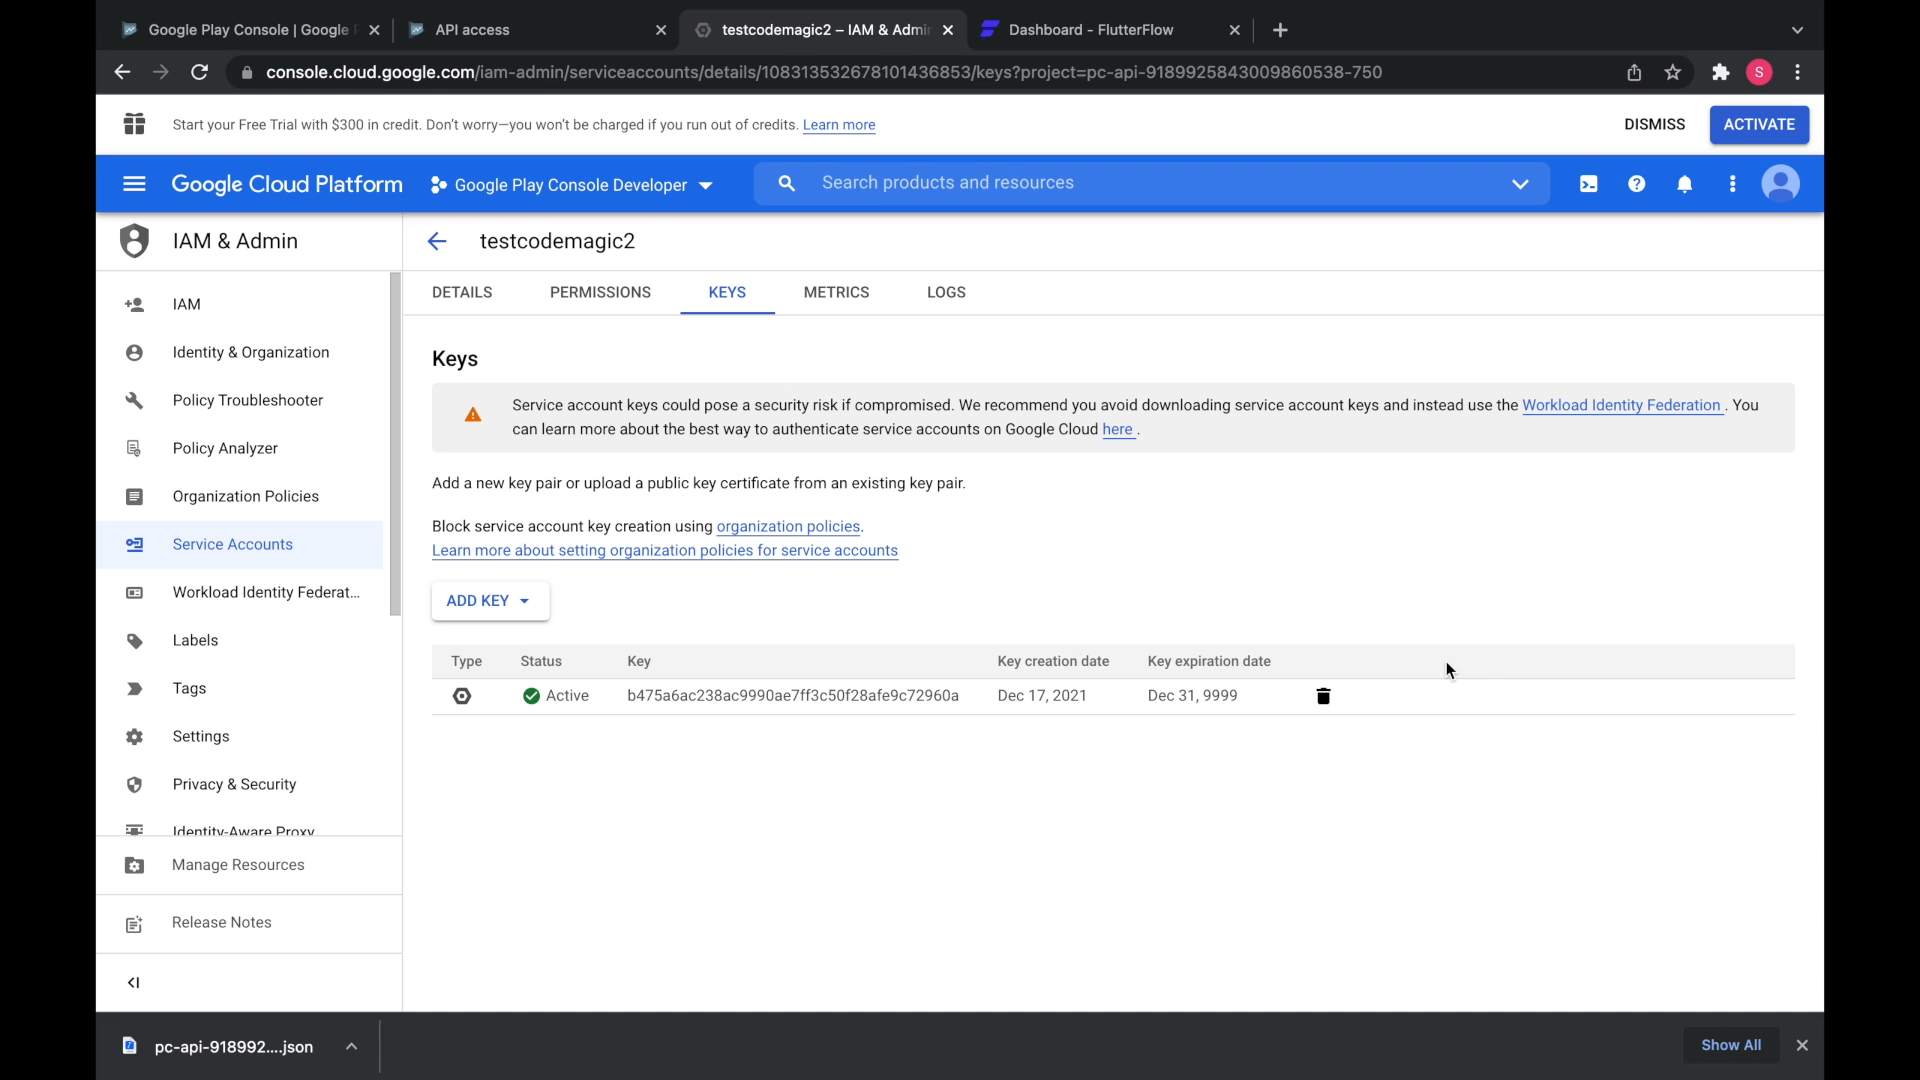 Google Play Console | Google P
API access
testcodemagic2 – IAM & Admin
Dashboard - FlutterFlow
console.cloud.google.com/iam-admin/serviceaccounts/details/108313532678101436853/keys?project=pc-api-9189925843009860538-750
S
Start your Free Trial with $300 in credit. Don't worry—you won't be charged if you run out of credits. Learn more
DISMISS
ACTIVATE
Google Cloud Platform
Google Play Console Developer
Search products and resources
IAM & Admin
testcodemagic2
IAM
Identity & Organization
Policy Troubleshooter
Policy Analyzer
Organization Policies
Service Accounts
Workload Identity Federat...
Labels
Tags
Settings
Privacy & Security
Identity-Aware Proxy
Manage Resources
Release Notes
DETAILS
PERMISSIONS
KEYS
METRICS
LOGS
Keys
Service account keys could pose a security risk if compromised. We recommend you avoid downloading service account keys and instead use the Workload Identity Federation . You
can learn more about the best way to authenticate service accounts on Google Cloud here .
Add a new key pair or upload a public key certificate from an existing key pair.
Block service account key creation using organization policies.
Learn more about setting organization policies for service accounts
ADD KEY
Type Status Key Key creation date Key expiration date
Active b475a6ac238ac9990ae7ff3c50f28afe9c72960a Dec 17, 2021 Dec 31, 9999
pc-api-918992....json
Show All